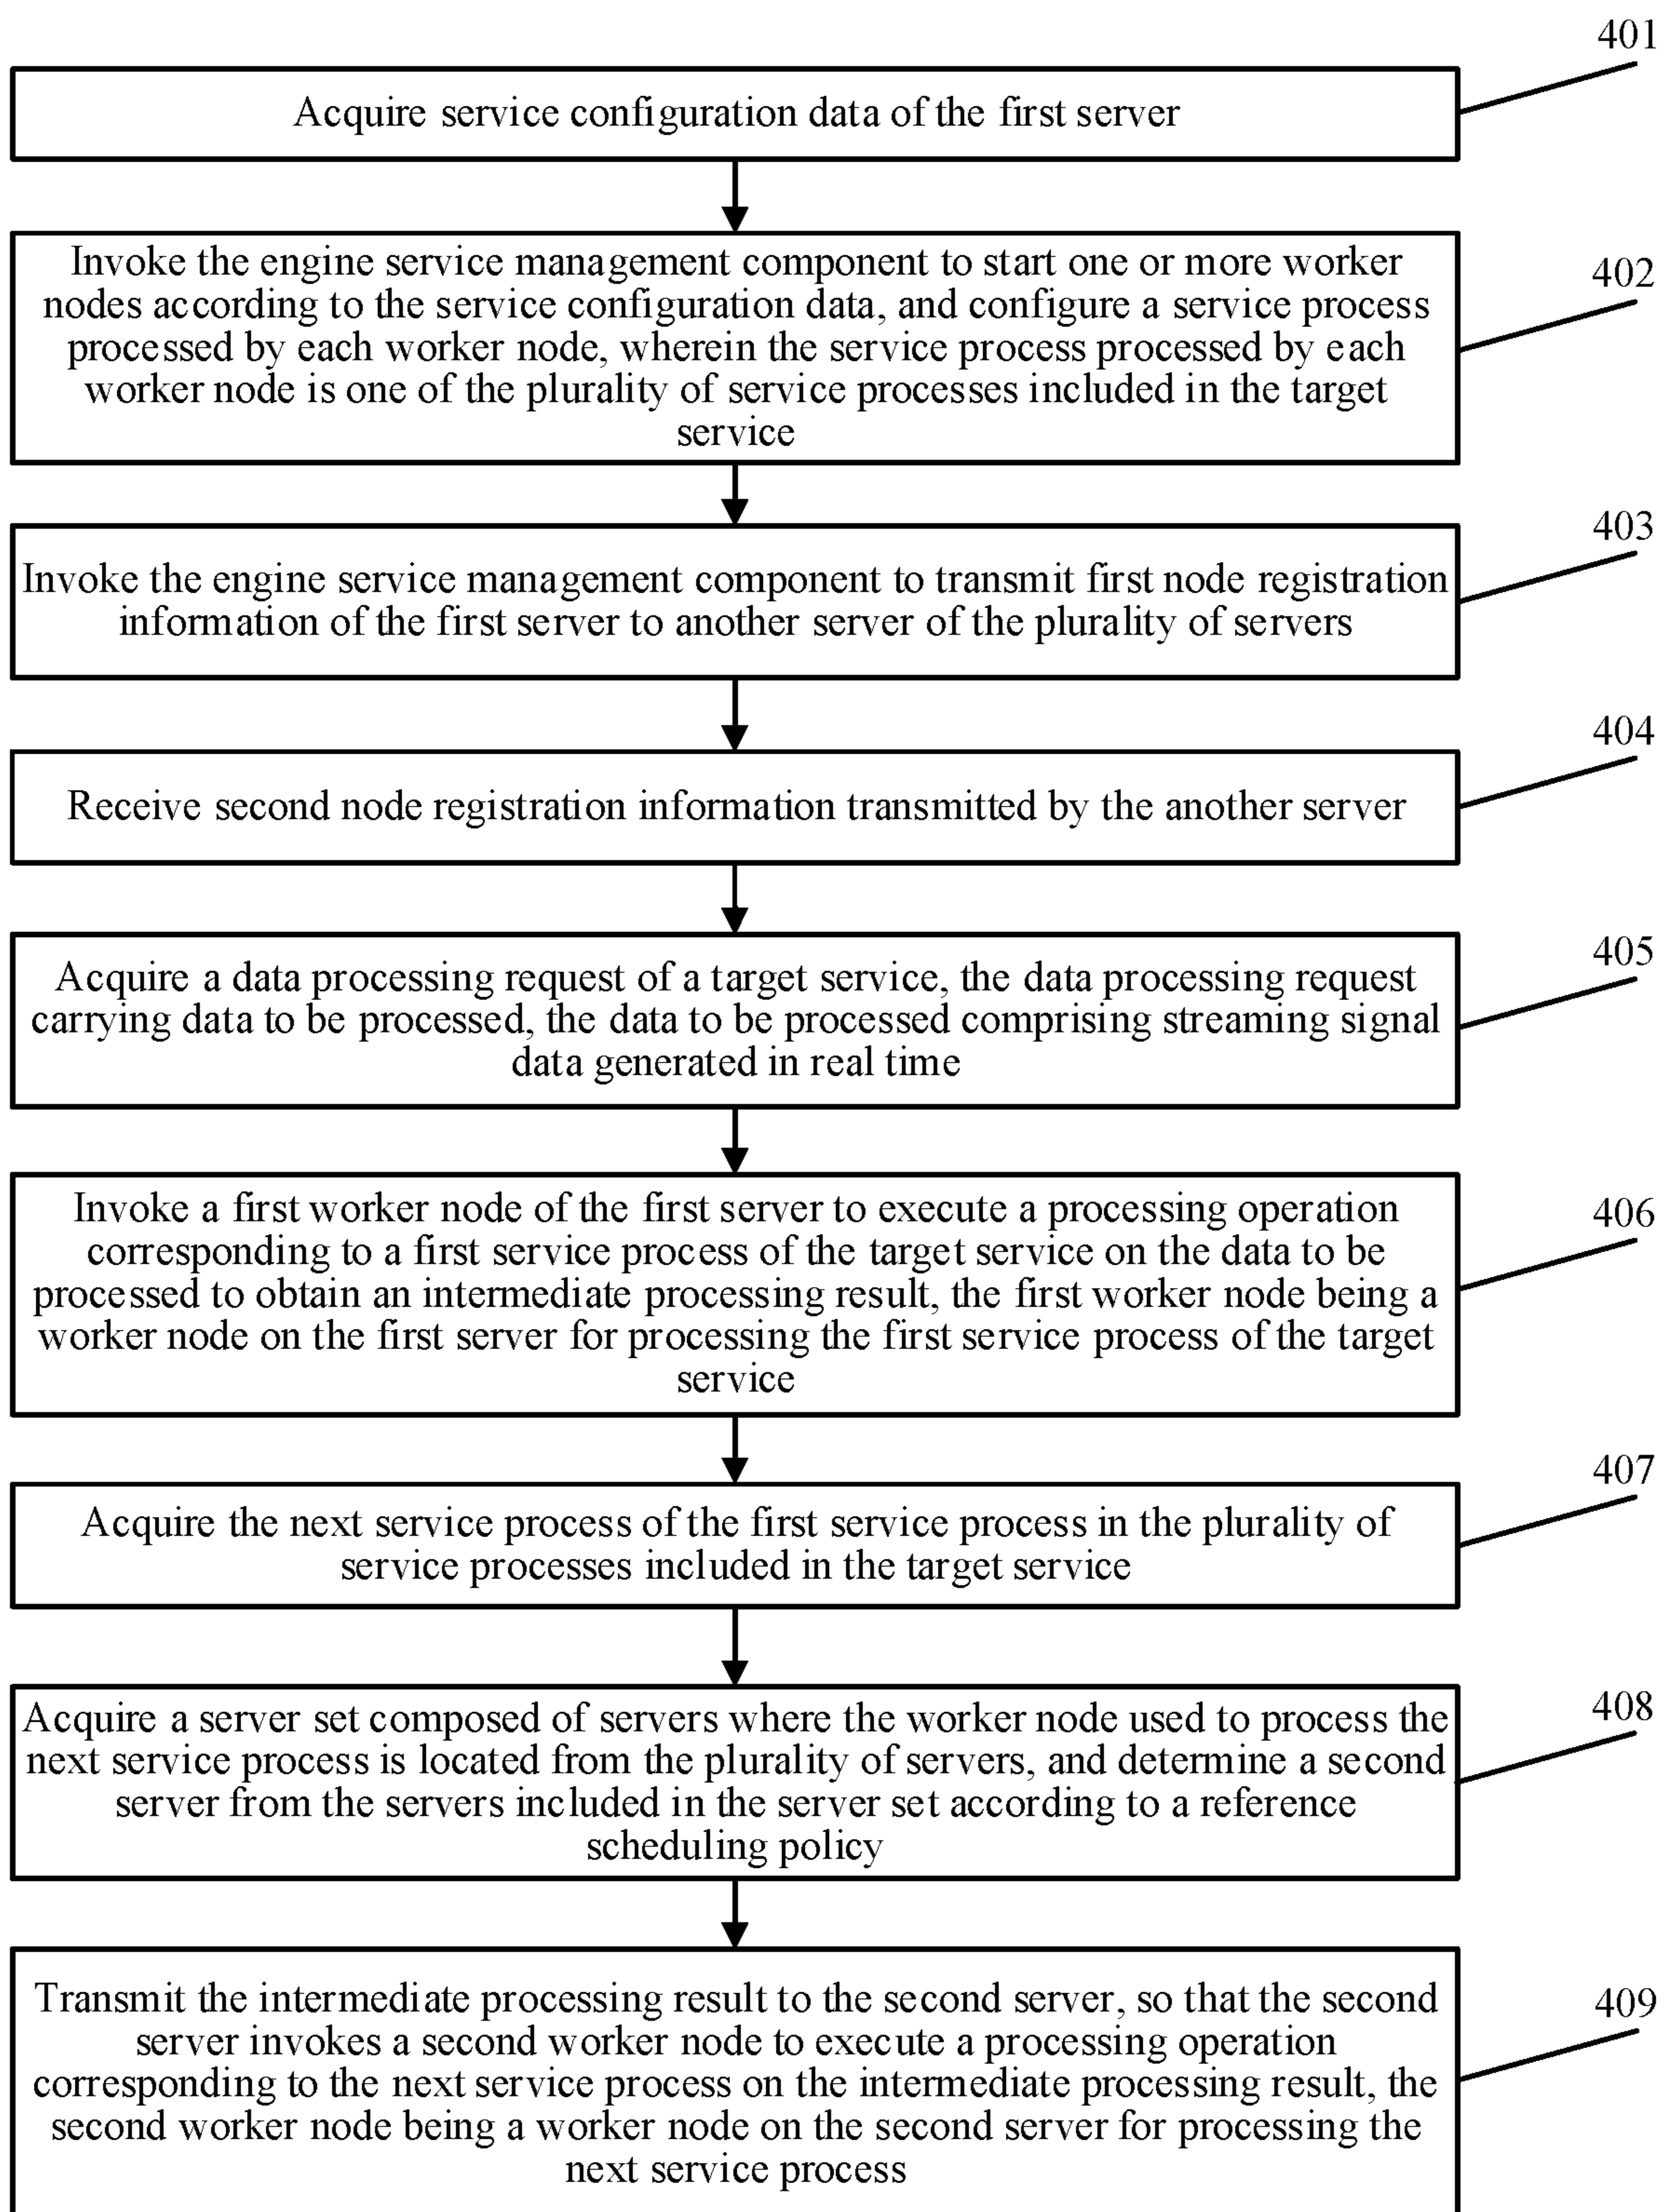 401
Acquire service configuration data of the first server
402
Invoke the engine service management component to start one or more worker
nodes according to the service configuration data, and configure a service process
processed by each worker node, wherein the service process processed by each
worker node is one of the plurality of service processes included in the target
service
403
Invoke the engine service management component to transmit first node registration
information of the first server to another server of the plurality of servers
404
Receive second node registration information transmitted by the another server
405
Acquire a data processing request of a target service, the data processing request
carrying data to be processed, the data to be processed comprising streaming signal
data generated in real time
406
Invoke a first worker node of the first server to execute a processing operation
corresponding to a first service process of the target service on the data to be
processed to obtain an intermediate processing result, the first worker node being a
worker node on the first server for processing the first service process of the target
service
407
Acquire the next service process of the first service process in the plurality of
service processes included in the target service
408
Acquire a server set composed of servers where the worker node used to process the
next service process is located from the plurality of servers, and determine a second
server from the servers included in the server set according to a reference
scheduling policy
409
Transmit the intermediate processing result to the second server, so that the second
server invokes a second worker node to execute a processing operation
corresponding to the next service process on the intermediate processing result, the
second worker node being a worker node on the second server for processing the
next service process